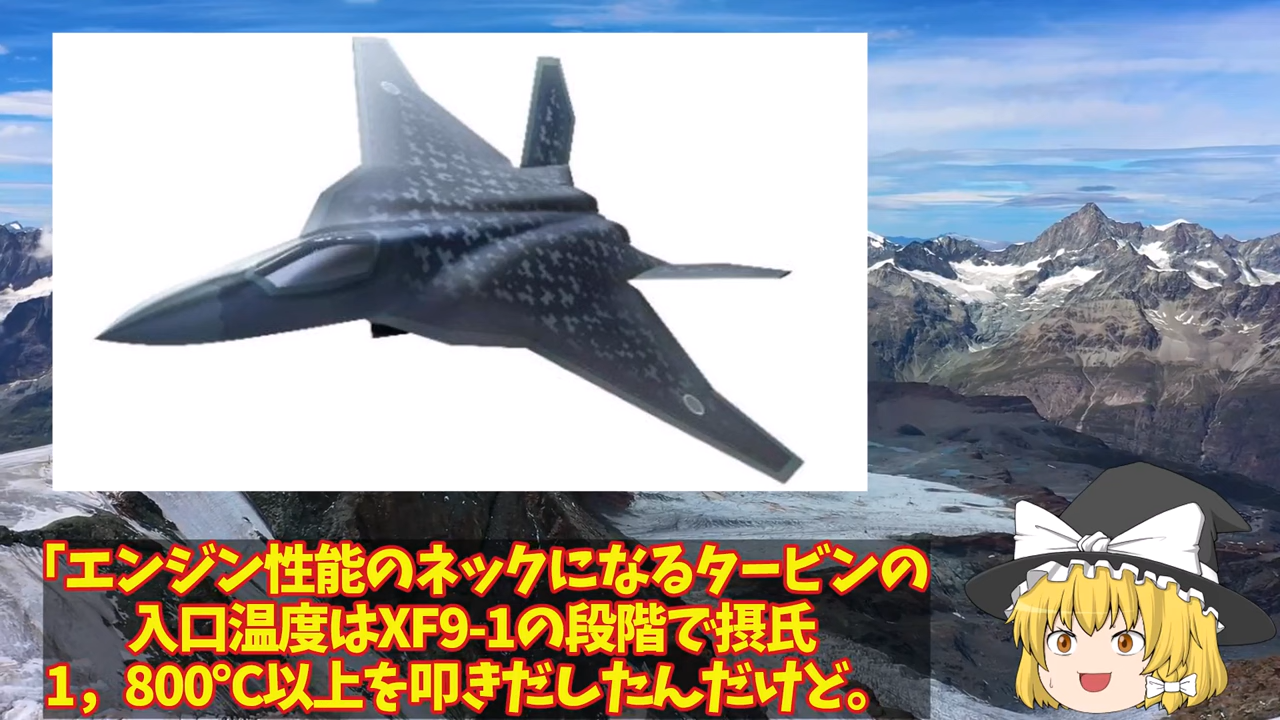 「エンジン性能のネックになるタービンの
入口温度はXF9-1の段階で摂氏
1，800℃以上を叩きだしたんだけど。